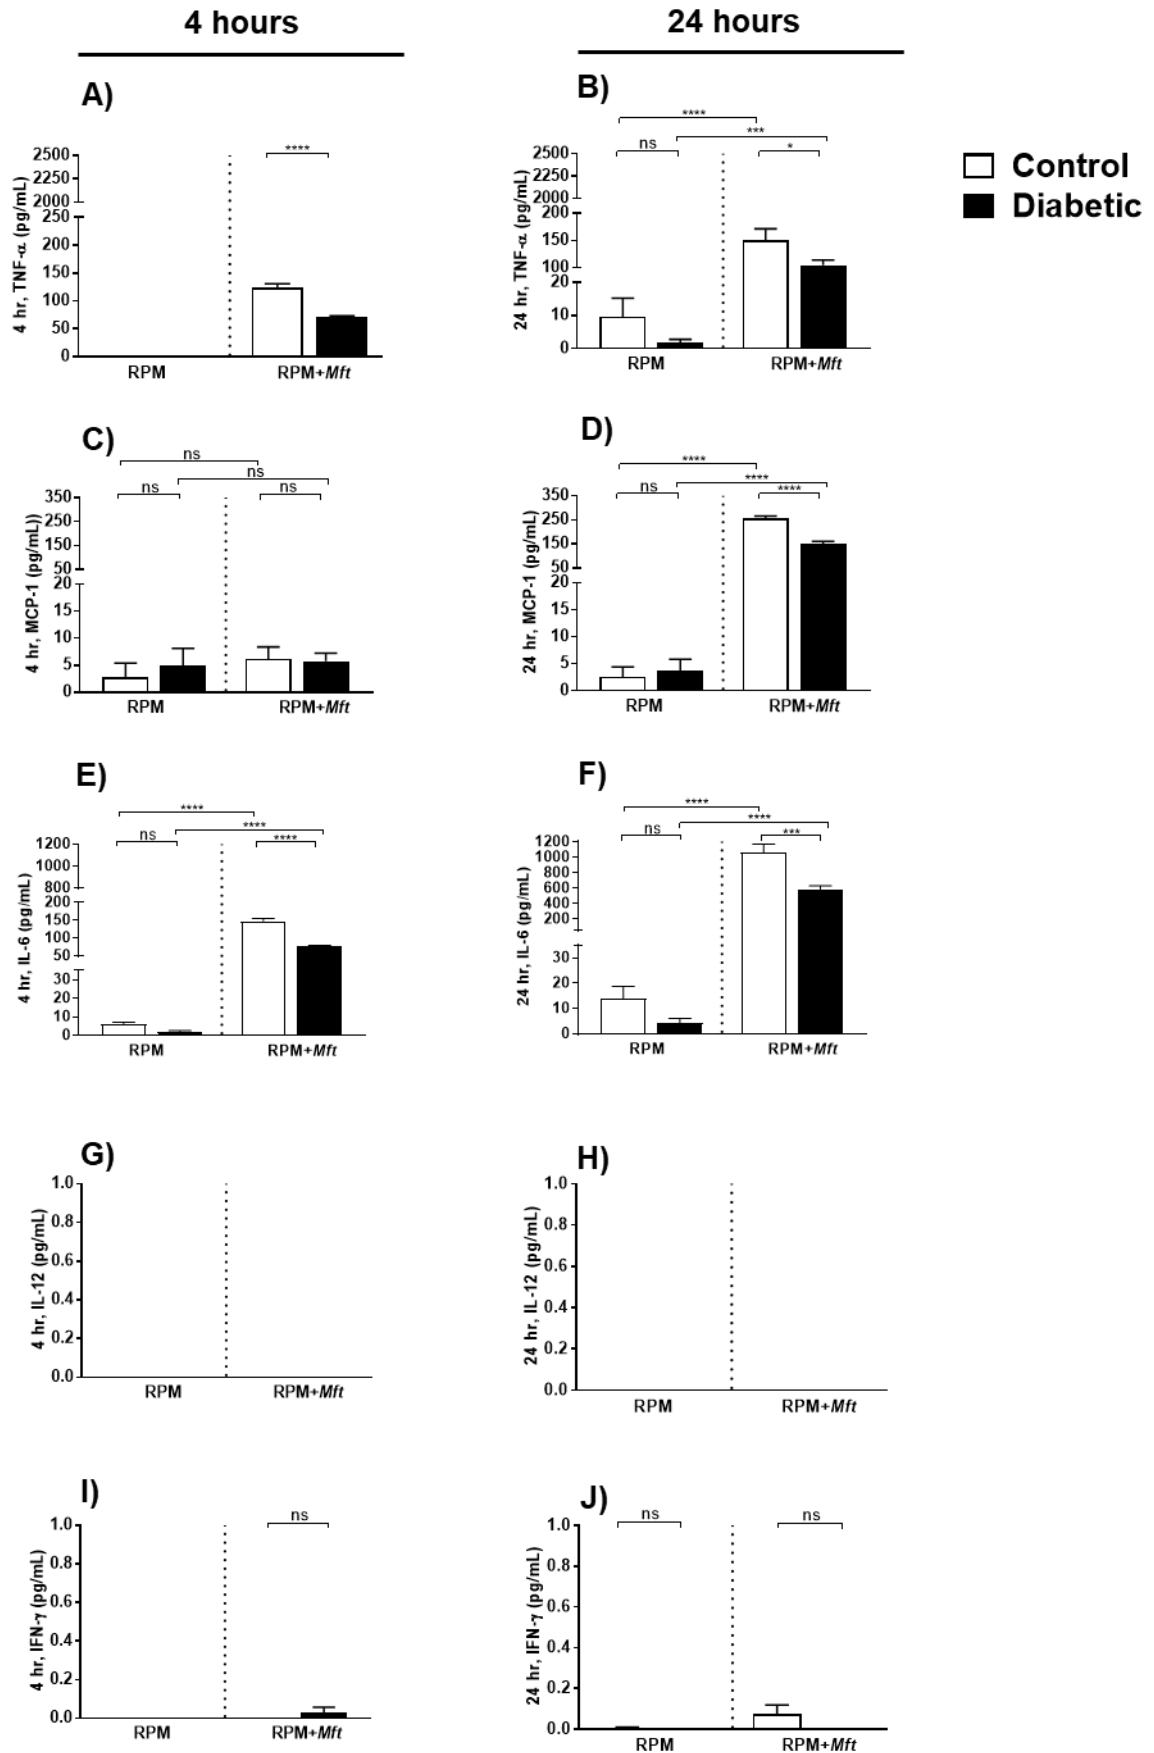 4 hours
24 hours
Control
Diabetic
A)
****
2500
2250
2000
250
200
150
100
50
0
4 hr, TNF-α (pg/mL)
RPM
RPM+Mft
B)
****
***
ns
*
2500
2250
2000
200
150
100
20
10
0
24 hr, TNF-α (pg/mL)
RPM
RPM+Mft
C)
ns
ns
ns
ns
350
250
150
50
20
15
10
5
0
4 hr, MCP-1 (pg/mL))
RPM
RPM+Mft
D)
****
****
ns
****
350
250
150
50
20
15
10
5
0
24 hr, MCP-1 (pg/mL)
RPM
RPM+Mft
E)
****
****
ns
****
1200
1000
800
200
150
100
50
30
20
10
0
4 hr, IL-6 (pg/mL)
RPM
RPM+Mft
F)
****
****
ns
***
1200
1000
800
600
400
200
30
20
10
0
24 hr, IL-6 (pg/mL)
RPM
RPM+Mft
G)
1.0
0.8
0.6
0.4
0.2
0.0
4 hr, IL-12 (pg/mL)
RPM
RPM+Mft
H)
1.0
0.8
0.6
0.4
0.2
0.0
24 hr, IL-12 (pg/mL)
RPM
RPM+Mft
I)
ns
1.0
0.8
0.6
0.4
0.2
0.0
4 hr, IFN-γ (pg/mL)
RPM
RPM+Mft
J)
ns
ns
1.0
0.8
0.6
0.4
0.2
0.0
24 hr, IFN-γ (pg/mL)
RPM
RPM+Mft